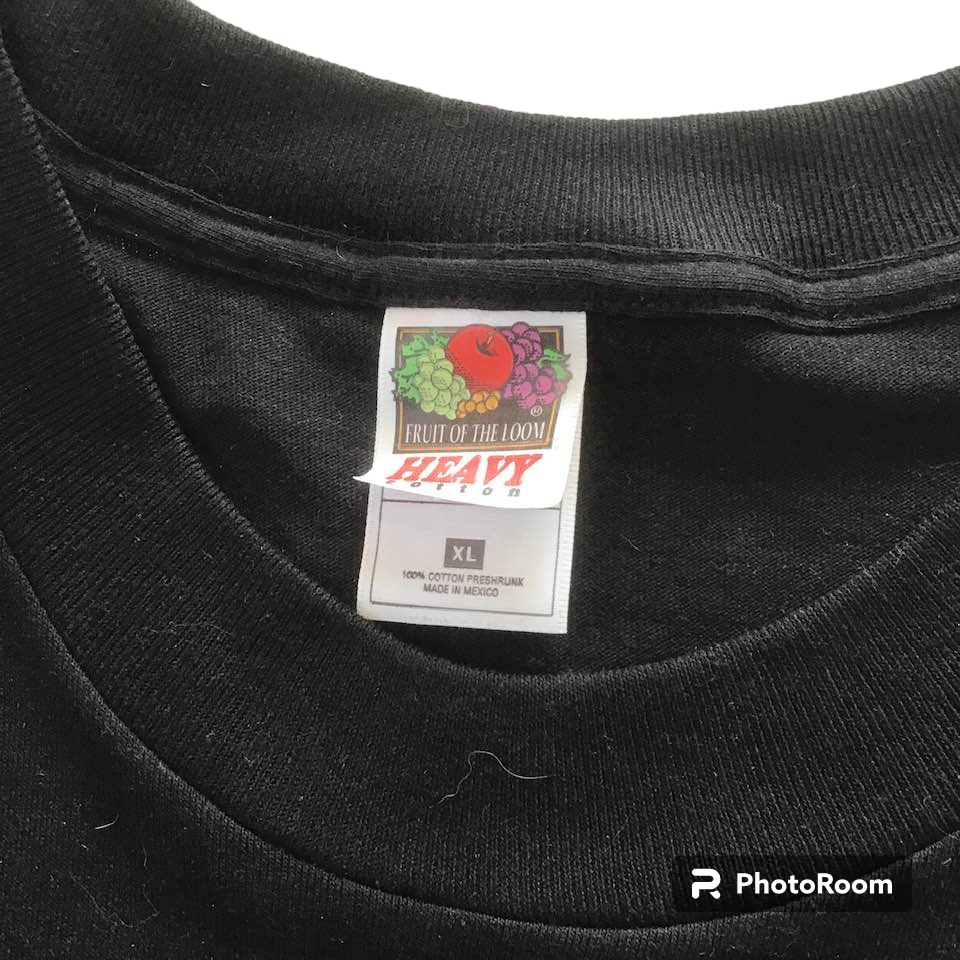 ®
FRUIT OF THE LOOM
HEAVY
cotton
XL
100% COTTON PRESHRUNK
MADE IN MEXICO
PhotoRoom